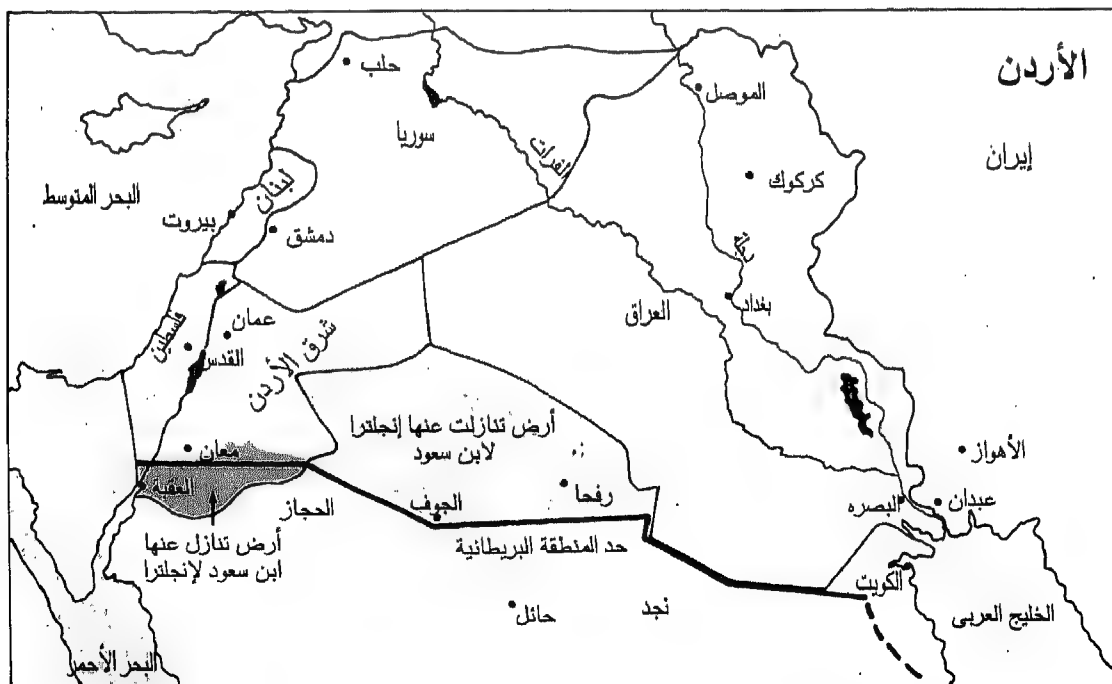 الأردن
حلب
الموصل
سوريا
إيران
الفرات
كركوك
لبنان
البحر المتوسط
بيروت
دمشق
بغداد
العراق
فلسطين
عمان
القدس
شرق الأردن
أرض تنازلت عنها إنجلترا
لابن سعود
معان
الأهواز
العقبة
رفحا
الجوف
الحجاز
البصره
عبدان
أرض تنازل عنها
ابن سعود لإنجلترا
حد المنطقة البريطانية
الكويت
نجد
حائل
الخليج العربى
البحر الأحمر